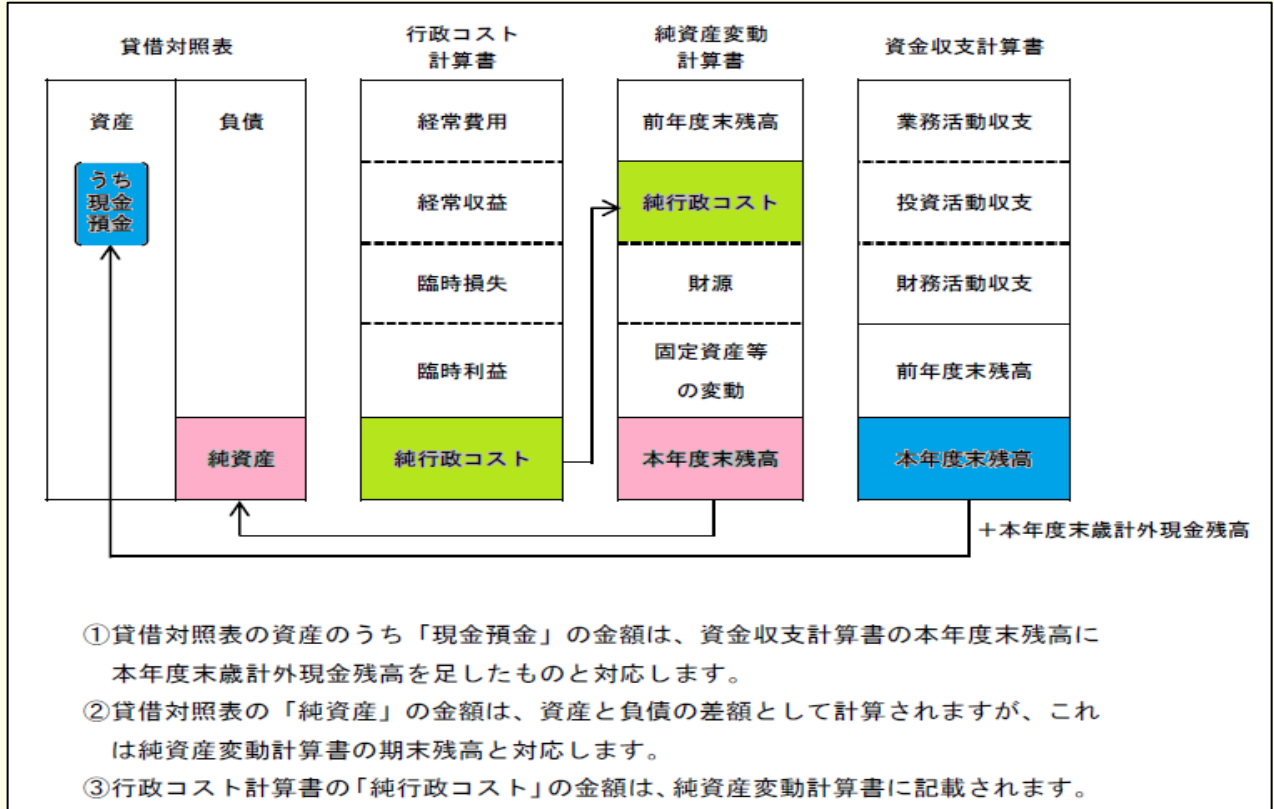 貸借対照表
行政コスト
計算書
純資産変動
計算書
資金収支計算書
資産
負債
うち
現金
預金
純資産
経常費用
経常収益
臨時損失
臨時利益
純行政コスト
前年度末残高
純行政コスト
財源
固定資産等
の変動
本年度末残高
業務活動収支
投資活動収支
財務活動収支
前年度末残高
本年度末残高
＋本年度末歳計外現金残高
①貸借対照表の資産のうち「現金預金」の金額は、資金収支計算書の本年度末残高に
本年度末歳計外現金残高を足したものと対応します。
②貸借対照表の「純資産」の金額は、資産と負債の差額として計算されますが、これ
は純資産変動計算書の期末残高と対応します。
③行政コスト計算書の「純行政コスト」の金額は、純資産変動計算書に記載されます。